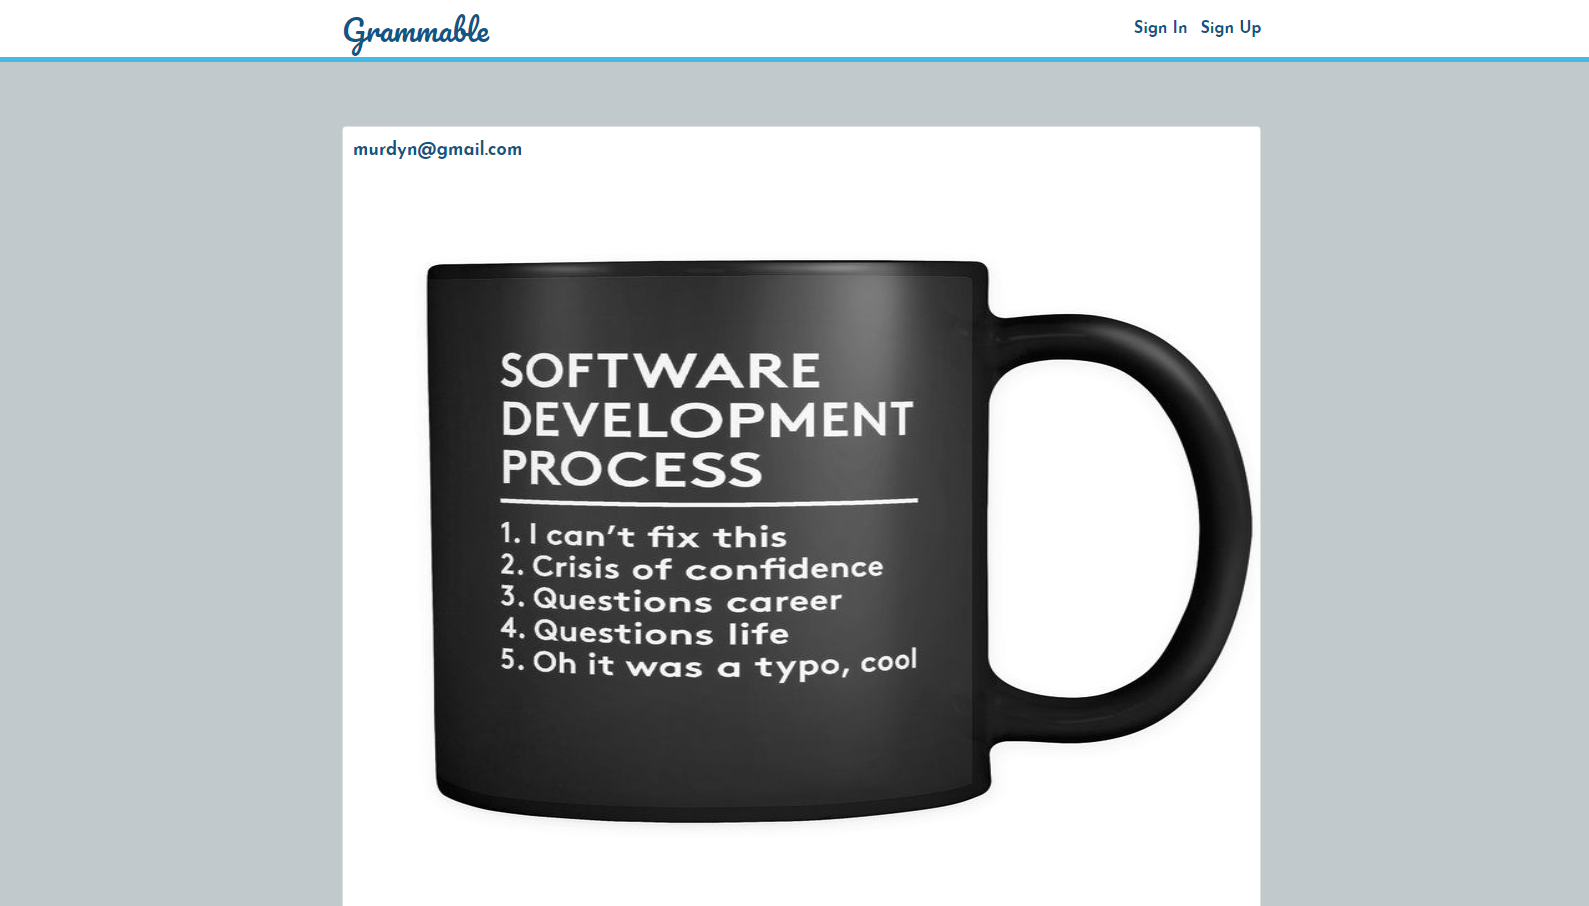 Grammable
Sign In Sign Up
murdyn@gmail.com
SOFTWARE
DEVELOPMENT
PROCESS
1. I can't fix this
2. Crisis of confidence
3. Questions career
4. Questions life
5. Oh it was a typo, cool